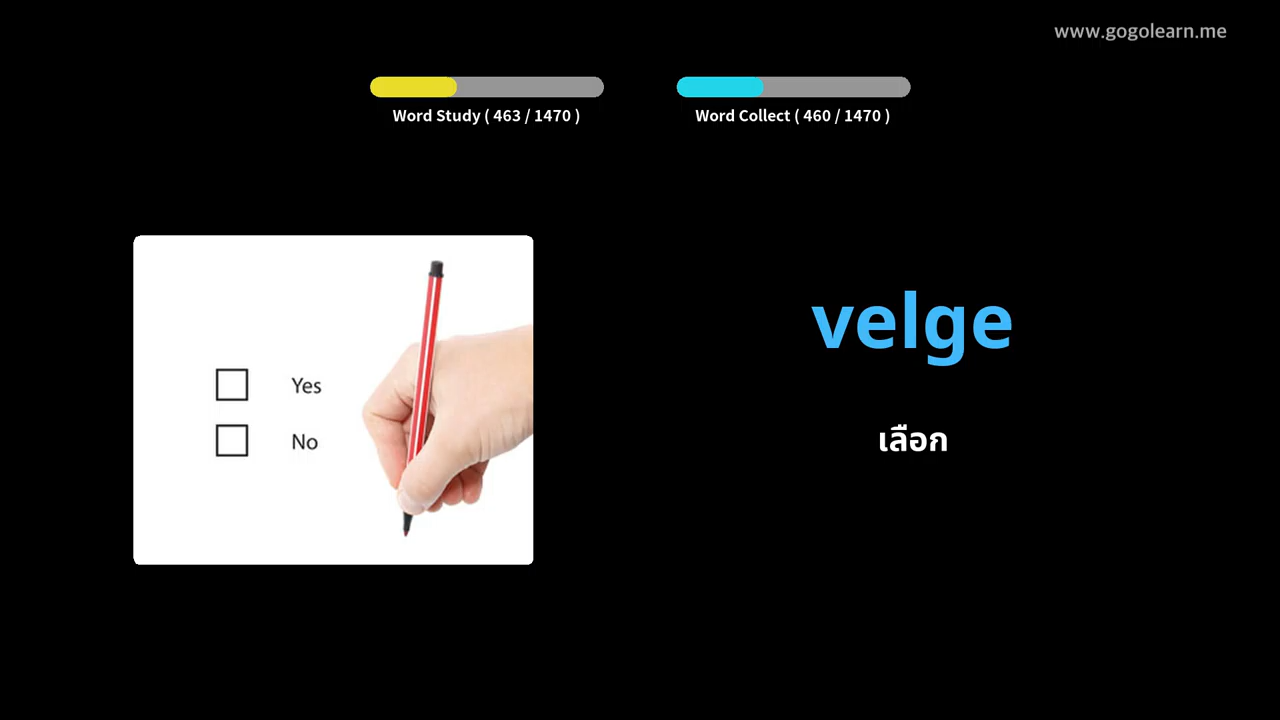 www.gogolearn.me
Word Study ( 463 / 1470 )
Word Collect ( 460 / 1470 )
Yes
No
velge
เลือก